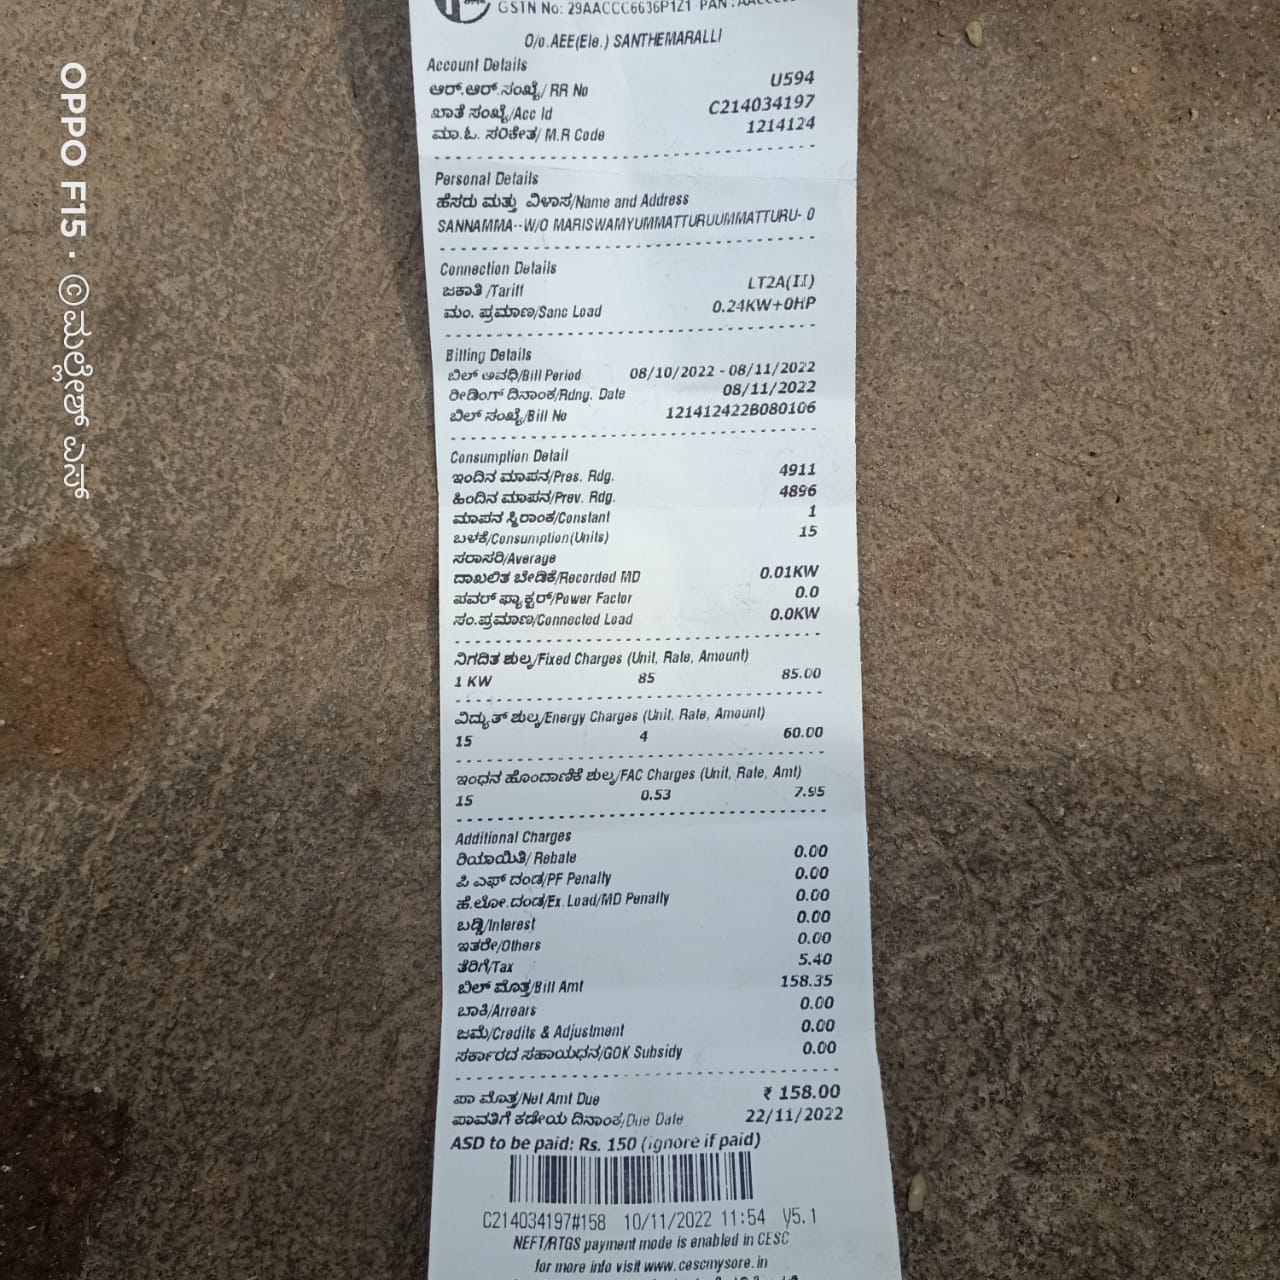 GSTN No: 29AACCC6636P1Z1 PAN :
O/o.AEE(Ele.) SANTHEMARALLI
Account Details
ಆರ್.ಆರ್.ಸಂಖ್ಯೆ/ RR No U594
ಖಾತೆ ಸಂಖ್ಯೆ/Acc Id C214034197
ಮಾ.ಓ. ಸಂಕೇತ/ M.R Code 1214124
Personal Details
ಹೆಸರು ಮತ್ತು ವಿಳಾಸ/Name and Address
SANNAMMA--W/O MARISWAMYUMMATTURUUMMATTURU-,0
Connection Details
ಜಕಾತಿ /Tariff LT2A(II)
ಮಂ. ಪ್ರಮಾಣ/Sanc Load 0.24KW+0HP
Billing Details
ಬಿಲ್ ಅವಧಿ/Bill Period 08/10/2022 - 08/11/2022
ರೀಡಿಂಗ್ ದಿನಾಂಕ/Rdng. Date 08/11/2022
ಬಿಲ್ ಸಂಖ್ಯೆ/Bill No 121412422B080106
Consumption Detail
ಇಂದಿನ ಮಾಪನ/Pres. Rdg. 4911
ಹಿಂದಿನ ಮಾಪನ/Prev. Rdg. 4896
ಮಾಪನ ಸ್ಥಿರಾಂಕ/Constant 1
ಬಳಕೆ/Consumption(Units) 15
ಸರಾಸರಿ/Average
ದಾಖಲಿತ ಬೇಡಿಕೆ/Recorded MD 0.01KW
ಪವರ್ ಫ್ಯಾಕ್ಟರ್/Power Factor 0.0
ಸಂ.ಪ್ರಮಾಣ/Connected Load 0.0KW
ನಿಗದಿತ ಶುಲ್ಕ/Fixed Charges (Unit, Rate, Amount)
1 KW 85 85.00
ವಿದ್ಯುತ್ ಶುಲ್ಕ/Energy Charges (Unit, Rate, Amount)
15 4 60.00
ಇಂಧನ ಹೊಂದಾಣಿಕೆ ಶುಲ್ಕ/FAC Charges (Unit, Rate, Amt)
15 0.53 7.95
Additional Charges
ರಿಯಾಯಿತಿ/ Rebate 0.00
ಪಿ ಎಫ್ ದಂಡ/PF Penalty 0.00
ಹೆ.ಲೋ.ದಂಡ/Ex. Load/MD Penalty 0.00
ಬಡ್ಡಿ/Interest 0.00
ಇತರೇ/Others 0.00
ತೆರಿಗೆ/Tax 5.40
ಬಿಲ್ ಮೊತ್ತ/Bill Amt 158.35
ಬಾಕಿ/Arrears 0.00
ಜಮೆ/Credits & Adjustment 0.00
ಸರ್ಕಾರದ ಸಹಾಯಧನ/GOK Subsidy 0.00
ಪಾ ಮೊತ್ತ/Net Amt Due ₹ 158.00
ಪಾವತಿಗೆ ಕಡೇಯ ದಿನಾಂಕ/Due Date 22/11/2022
ASD to be paid: Rs. 150 (ignore if paid)
C214034197#158 10/11/2022 11:54 V5.1
NEFT/RTGS payment mode is enabled in CESC
for more info visit www.cescmysore.in
OPPO F15 · ©ಮಲ್ಲೇಶ್ ಎಸ್